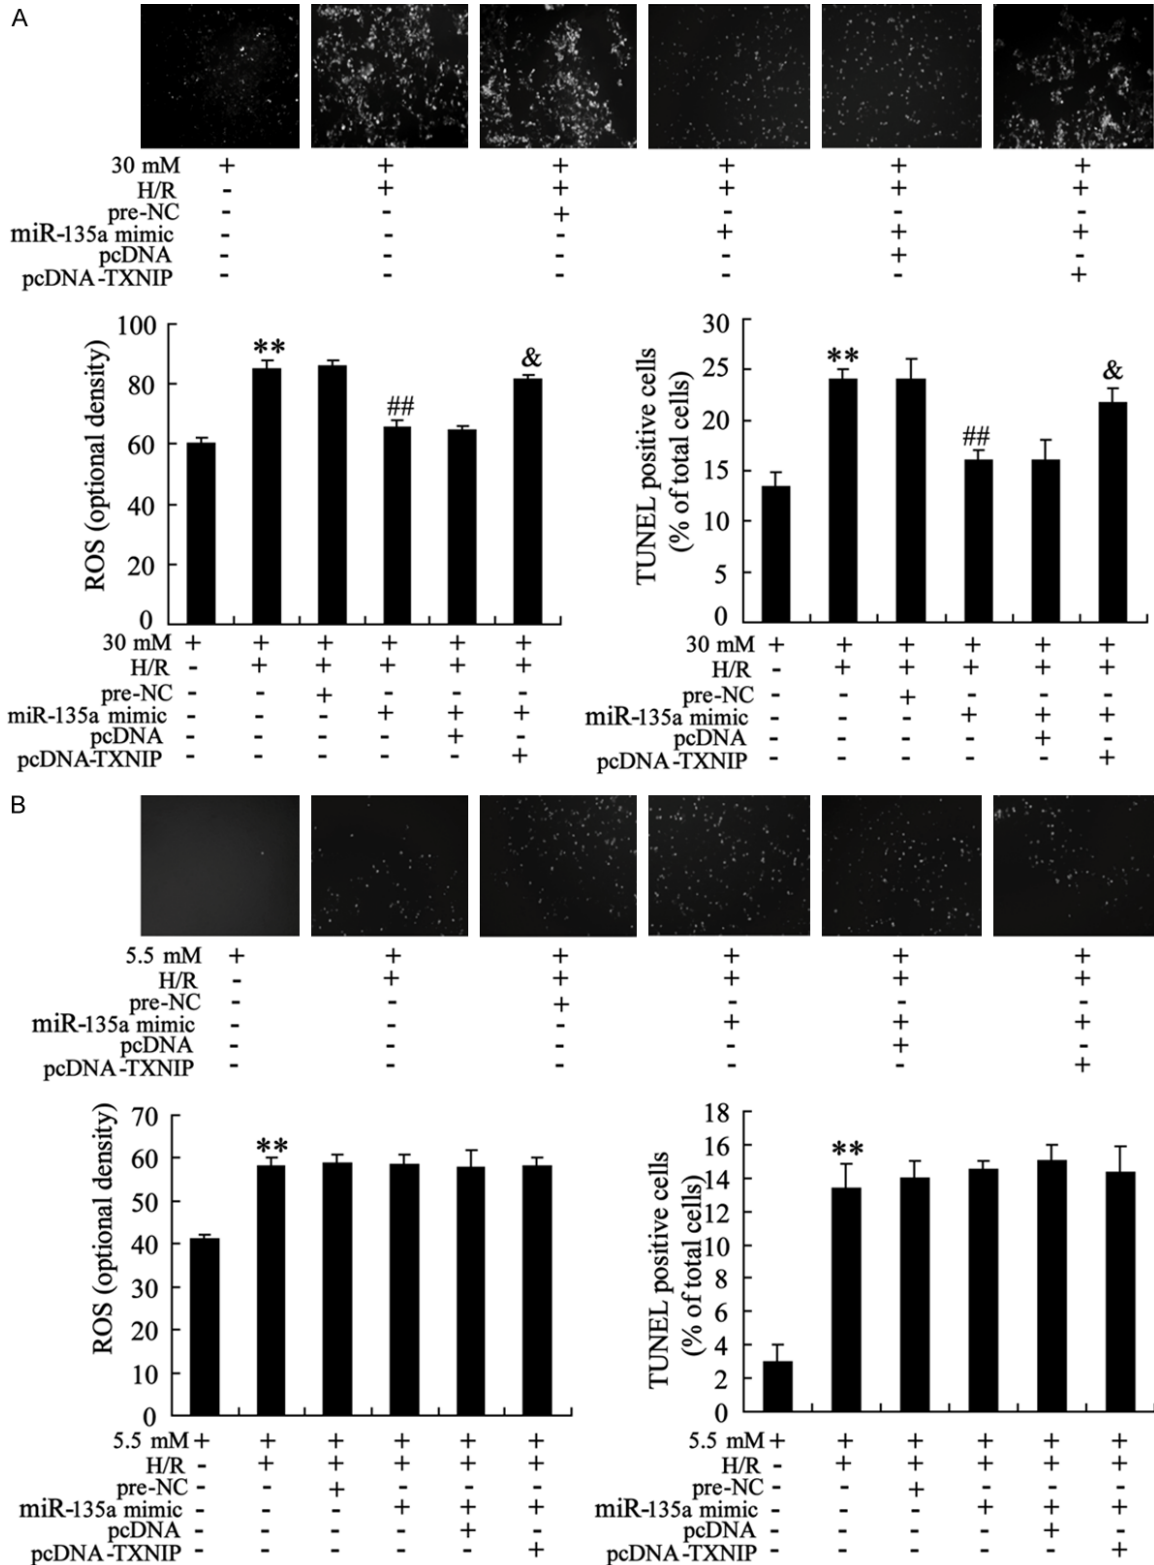 A
30 mM + + + + + +
H/R - + + + + +
pre-NC - - + - - -
miR-135a mimic - - - + + +
pcDNA - - - - + -
pcDNA-TXNIP - - - - - +
ROS (optional density)
100
80
60
40
20
0
**
##
&
30 mM + + + + + +
H/R - + + + + +
pre-NC - - + - - -
miR-135a mimic - - - + + +
pcDNA - - - - + -
pcDNA-TXNIP - - - - - +
TUNEL positive cells
(% of total cells)
30
25
20
15
10
5
0
**
##
&
30 mM + + + + + +
H/R - + + + + +
pre-NC - - + - - -
miR-135a mimic - - - + + +
pcDNA - - - - + -
pcDNA-TXNIP - - - - - +
B
5.5 mM + + + + + +
H/R - + + + + +
pre-NC - - + - - -
miR-135a mimic - - - + + +
pcDNA - - - - + -
pcDNA-TXNIP - - - - - +
ROS (optional density)
70
60
50
40
30
20
10
0
**
5.5 mM + + + + + +
H/R - + + + + +
pre-NC - - + - - -
miR-135a mimic - - - + + +
pcDNA - - - - + -
pcDNA-TXNIP - - - - - +
TUNEL positive cells
(% of total cells)
18
16
14
12
10
8
6
4
2
0
**
5.5 mM + + + + + +
H/R - + + + + +
pre-NC - - + - - -
miR-135a mimic - - - + + +
pcDNA - - - - + -
pcDNA-TXNIP - - - - - +